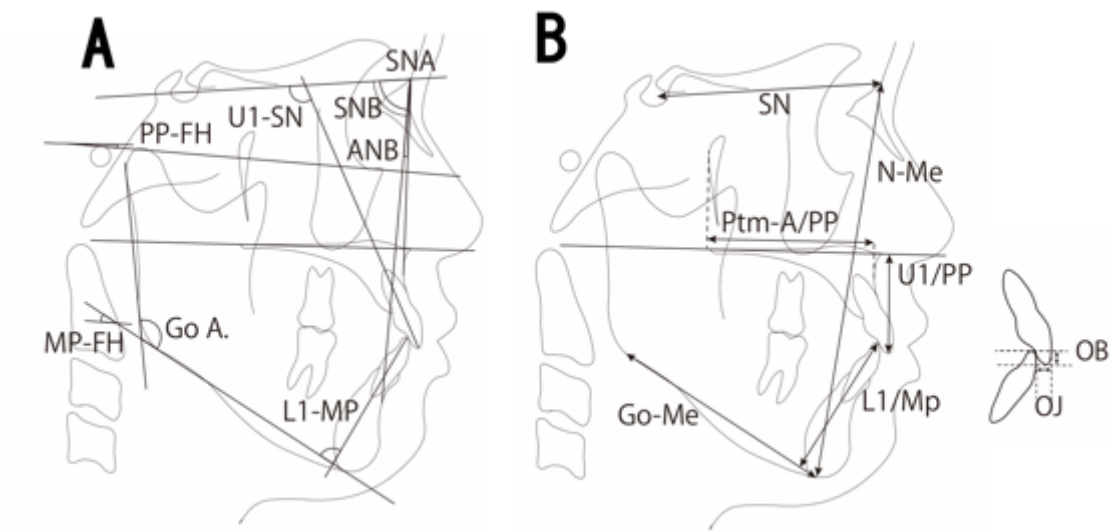 A
SNA
U1-SN
SNB
PP-FH
ANB
MP-FH
Go A.
L1-MP
B
SN
N-Me
Ptm-A/PP
U1/PP
Go-Me
L1/Mp
OB
OJ